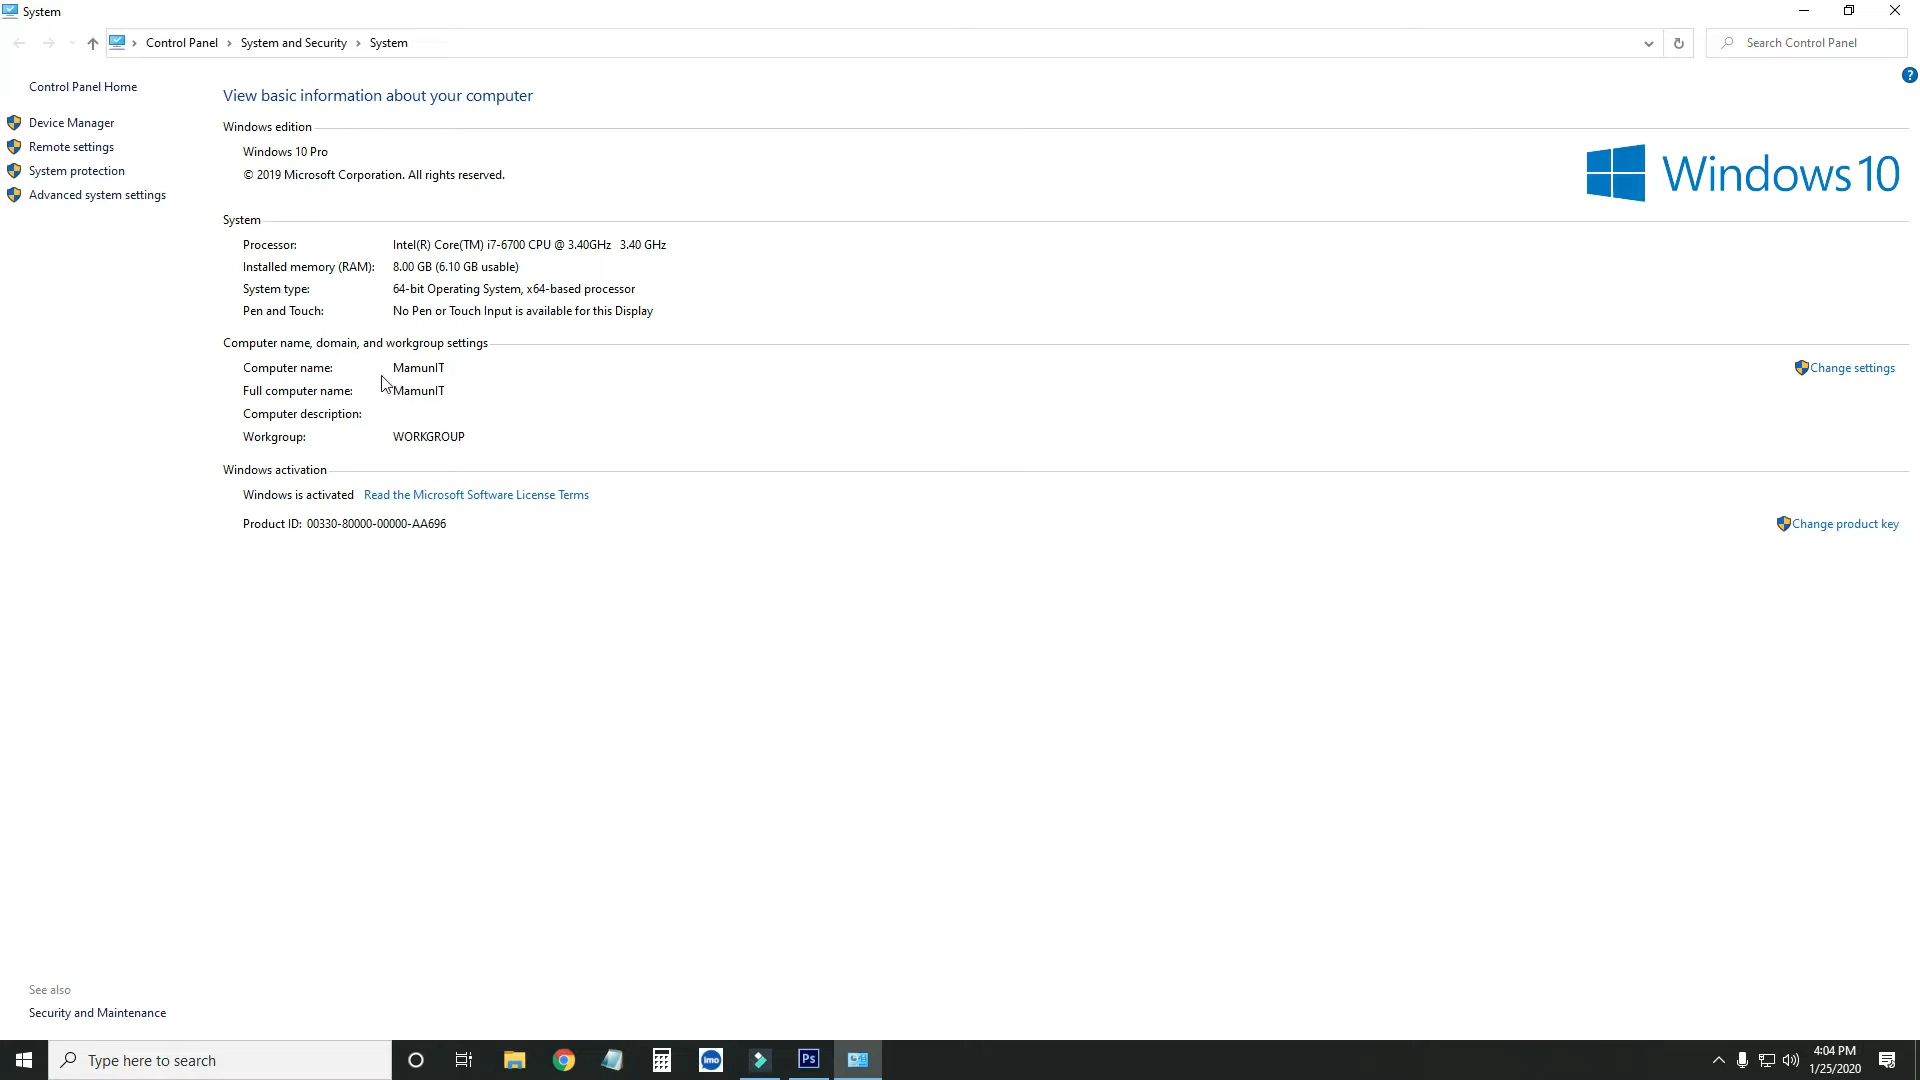 System
Control Panel > System and Security > System
Search Control Panel
?
Control Panel Home
Device Manager
Remote settings
System protection
Advanced system settings
View basic information about your computer
Windows edition
Windows 10 Pro
© 2019 Microsoft Corporation. All rights reserved.
Windows 10
System
Processor: Intel(R) Core(TM) i7-6700 CPU @ 3.40GHz 3.40 GHz
Installed memory (RAM): 8.00 GB (6.10 GB usable)
System type: 64-bit Operating System, x64-based processor
Pen and Touch: No Pen or Touch Input is available for this Display
Computer name, domain, and workgroup settings
Computer name: MamunIT
Change settings
Full computer name: MamunIT
Computer description:
Workgroup: WORKGROUP
Windows activation
Windows is activated Read the Microsoft Software License Terms
Product ID: 00330-80000-00000-AA696
Change product key
See also
Security and Maintenance
Type here to search
imo
Ps
4:04 PM
1/25/2020